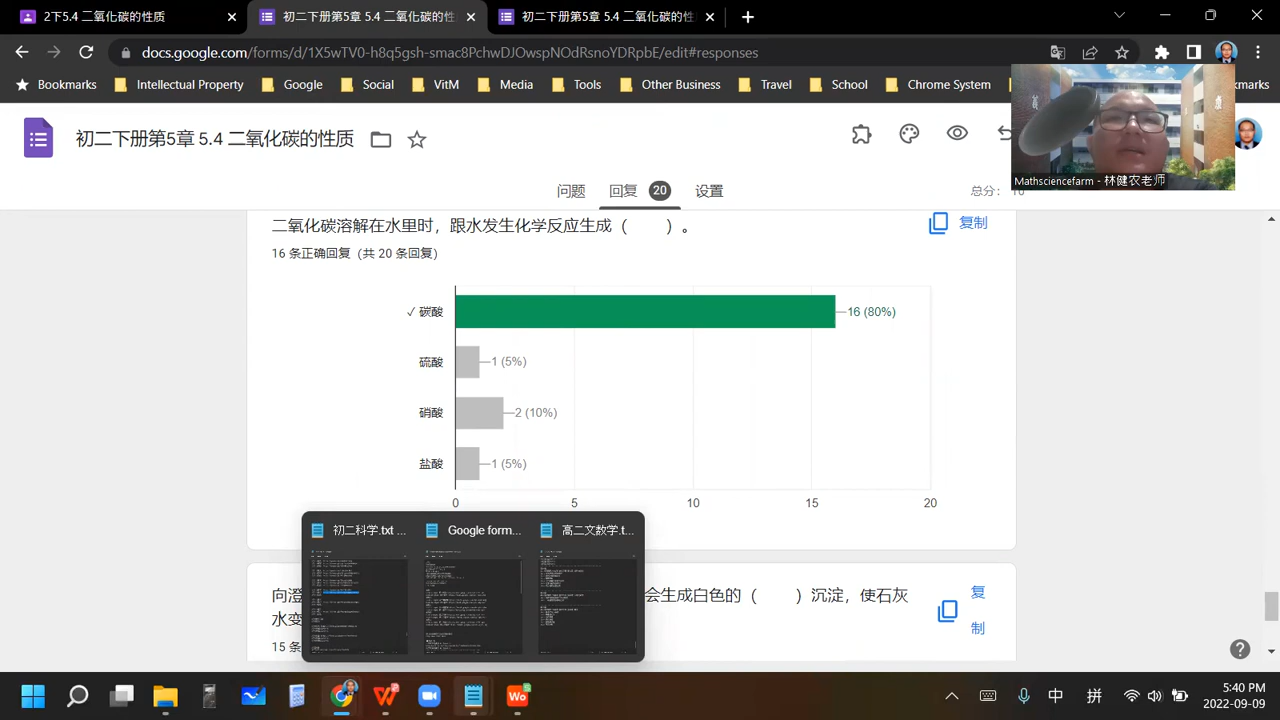 2下5.4 二氧化碳的性质
初二下册第5章 5.4 二氧化碳的性
初二下册第5章 5.4 二氧化碳的性
docs.google.com/forms/d/1X5wTV0-h8q5gsh-smac8PchwDJOwspNOdRsnoYDRpbE/edit#responses
Bookmarks
Intellectual Property
Google
Social
Virtual
Media
Tools
Other Business
Travel
School
Chrome System
kmarks
初二下册第5章 5.4 二氧化碳的性质
Mathsciencefarm - 林健农老师
问题
回复 20
设置
总分:
二氧化碳溶解在水里时，跟水发生化学反应生成（ ）。
复制
16 条正确回复（共 20 条回复）
✓ 碳酸
16 (80%)
硫酸
1 (5%)
硝酸
2 (10%)
盐酸
1 (5%)
0
5
10
15
20
初二科学.txt ...
Google form...
高二文数学.t...
会生成白色的（ ）沉淀，
复
水变
制
15 条
中
拼
5:40 PM
2022-09-09